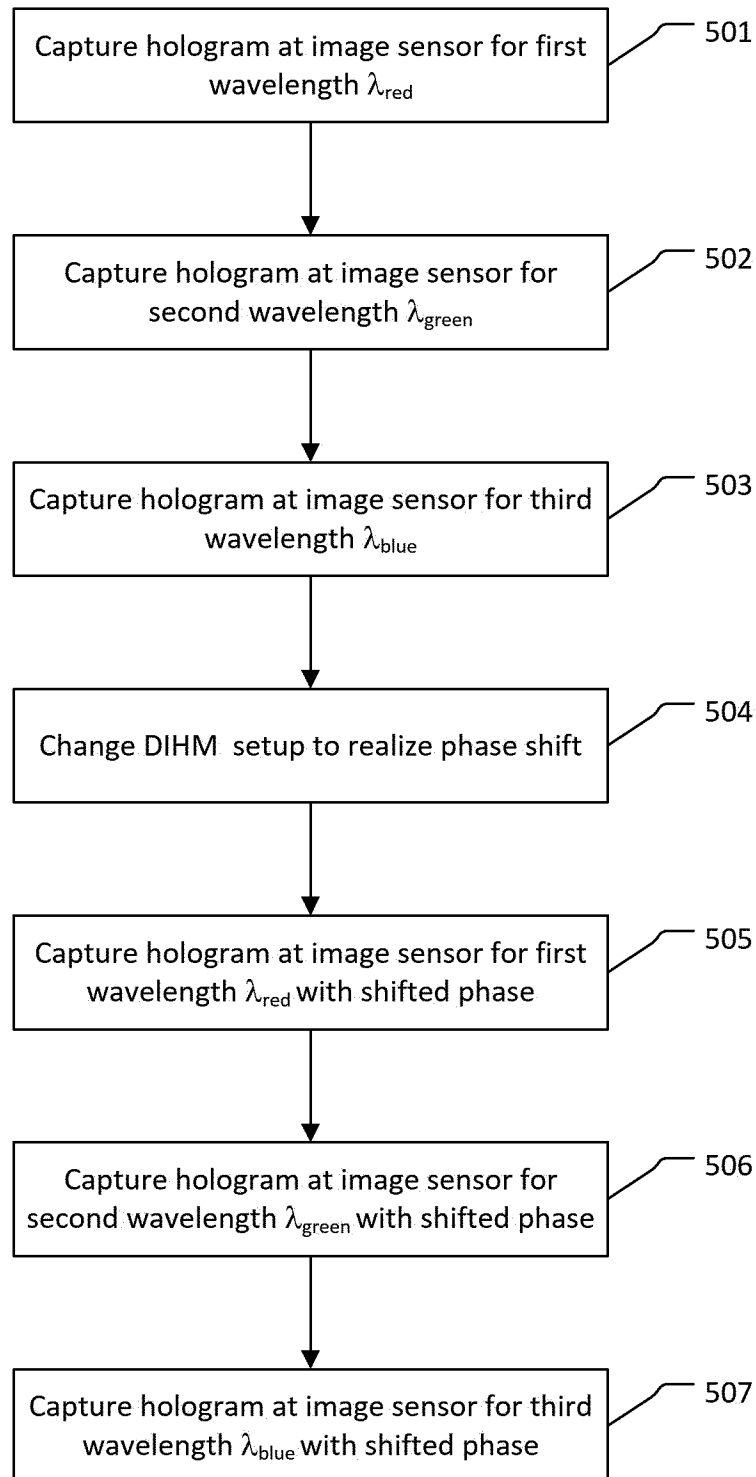 Capture hologram at image sensor for first
wavelength λred
501
Capture hologram at image sensor for
second wavelength λgreen
502
Capture hologram at image sensor for third
wavelength λblue
503
Change DIHM setup to realize phase shift
504
Capture hologram at image sensor for first
wavelength λred with shifted phase
505
Capture hologram at image sensor for
second wavelength λgreen with shifted phase
506
Capture hologram at image sensor for third
wavelength λblue with shifted phase
507